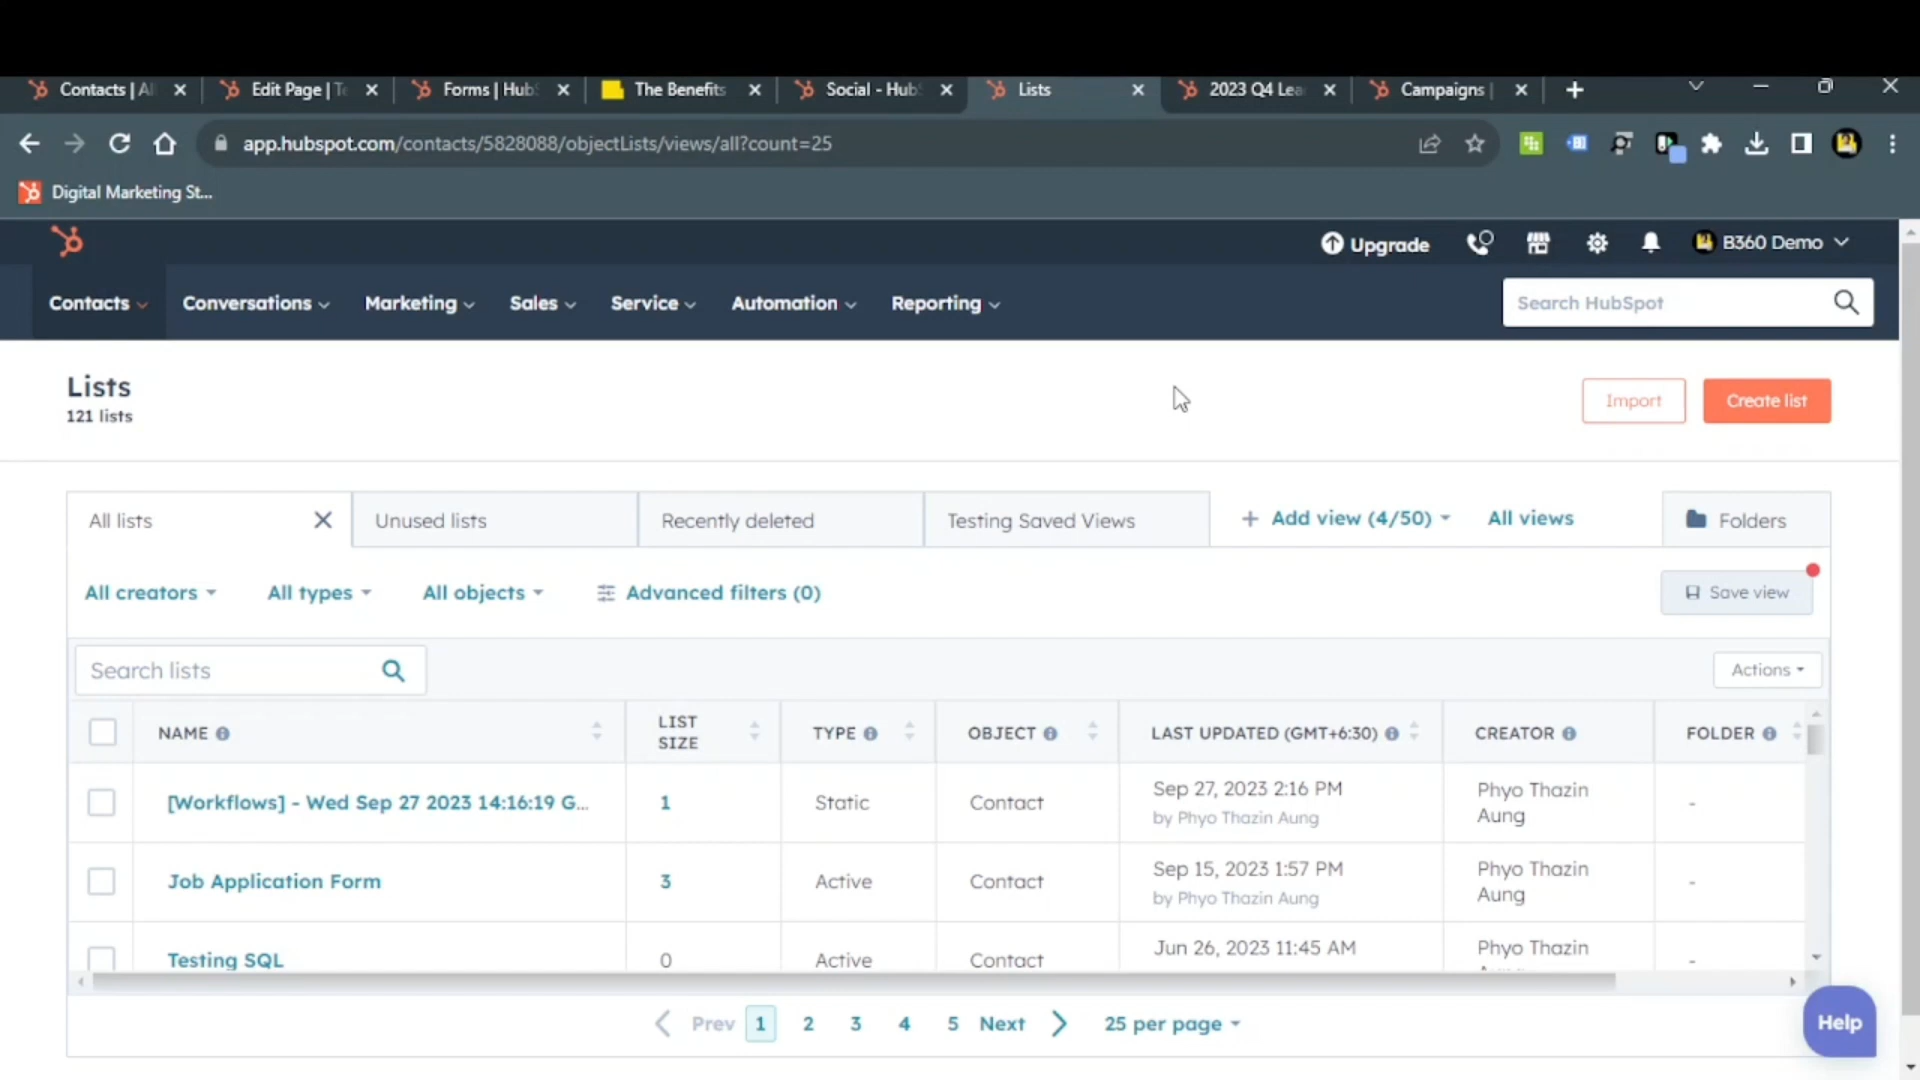 Contacts | Al
Edit Page | Te
Forms | HubS
The Benefits
Social - HubS
Lists
2023 Q4 Lea
Campaigns |
app.hubspot.com/contacts/5828088/objectLists/views/all?count=25
Digital Marketing St...
Upgrade
B360 Demo
Contacts
Conversations
Marketing
Sales
Service
Automation
Reporting
Search HubSpot
Lists
121 lists
Import
Create list
All lists
Unused lists
Recently deleted
Testing Saved Views
+ Add view (4/50)
All views
Folders
All creators
All types
All objects
Advanced filters (0)
Save view
Search lists
Actions
NAME
LIST
SIZE
TYPE
OBJECT
LAST UPDATED (GMT+6:30)
CREATOR
FOLDER
[Workflows] - Wed Sep 27 2023 14:16:19 G...
1
Static
Contact
Sep 27, 2023 2:16 PM
by Phyo Thazin Aung
Phyo Thazin
Aung
-
Job Application Form
3
Active
Contact
Sep 15, 2023 1:57 PM
by Phyo Thazin Aung
Phyo Thazin
Aung
-
Testing SQL
0
Active
Contact
Jun 26, 2023 11:45 AM
Phyo Thazin
-
Prev 1 2 3 4 5 Next
25 per page
Help